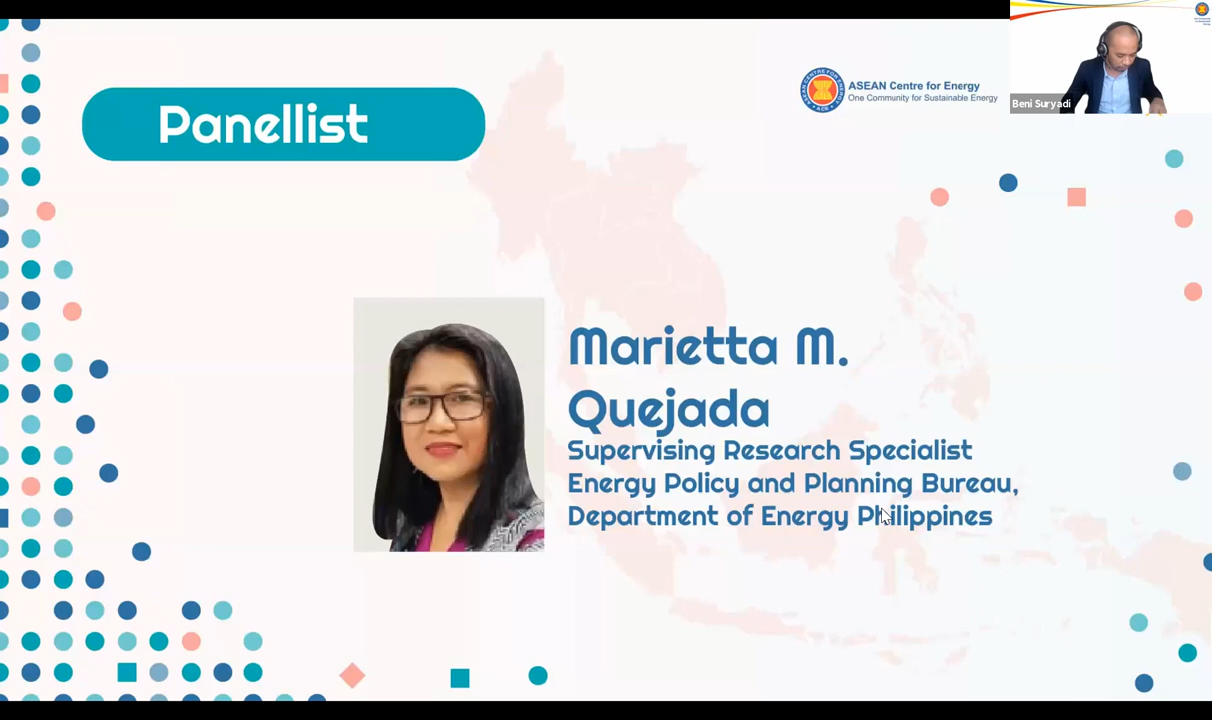 Panellist
ASEAN Centre for Energy
One Community for Sustainable Energy
Beni Suryadi
Marietta M.
Quejada
Supervising Research Specialist
Energy Policy and Planning Bureau,
Department of Energy Philippines